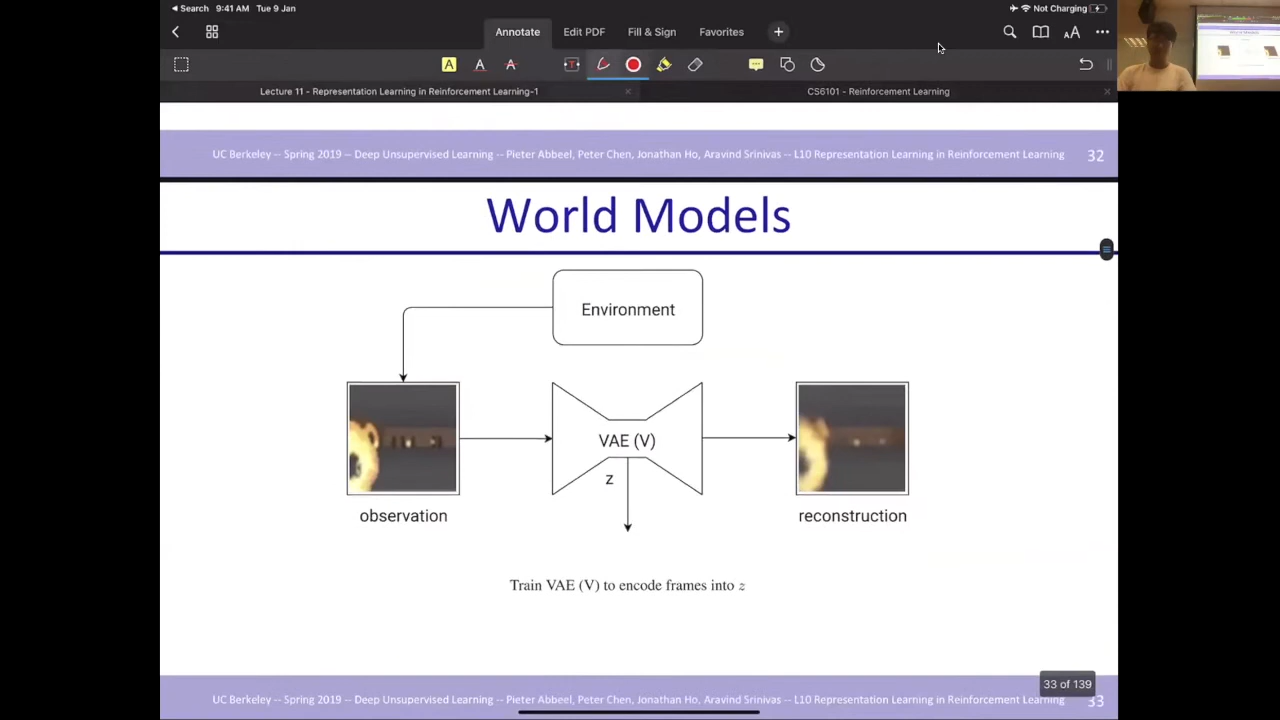 Search 9:41 AM Tue 9 Jan Not Charging
Annotate Edit PDF Fill & Sign Favorites
Lecture 11 - Representation Learning in Reinforcement Learning-1 CS6101 - Reinforcement Learning
UC Berkeley -- Spring 2019 -- Deep Unsupervised Learning -- Pieter Abbeel, Peter Chen, Jonathan Ho, Aravind Srinivas -- L10 Representation Learning in Reinforcement Learning 32
World Models
Environment
VAE (V)
z
observation
reconstruction
Train VAE (V) to encode frames into z
33 of 139
UC Berkeley -- Spring 2019 -- Deep Unsupervised Learning -- Pieter Abbeel, Peter Chen, Jonathan Ho, Aravind Srinivas -- L10 Representation Learning in Reinforcement Learning 33